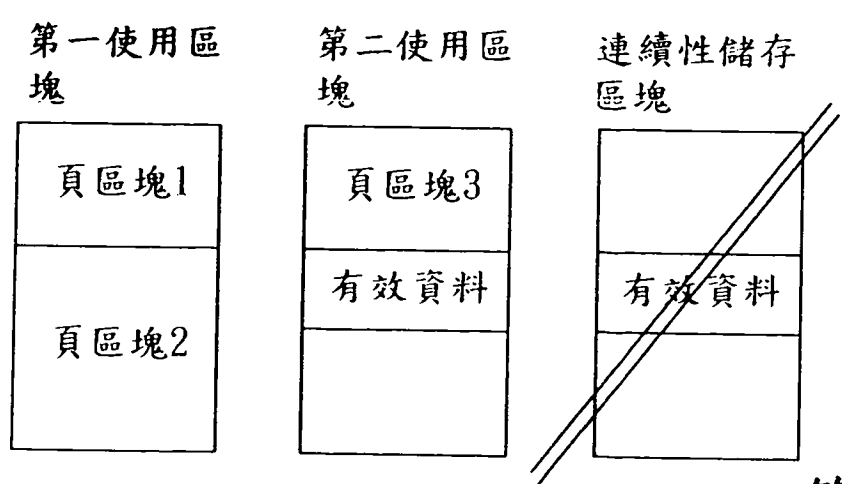 第一使用區
塊
第二使用區
塊
連續性儲存
區塊
頁區塊1
頁區塊2
頁區塊3
有效資料
有效資料